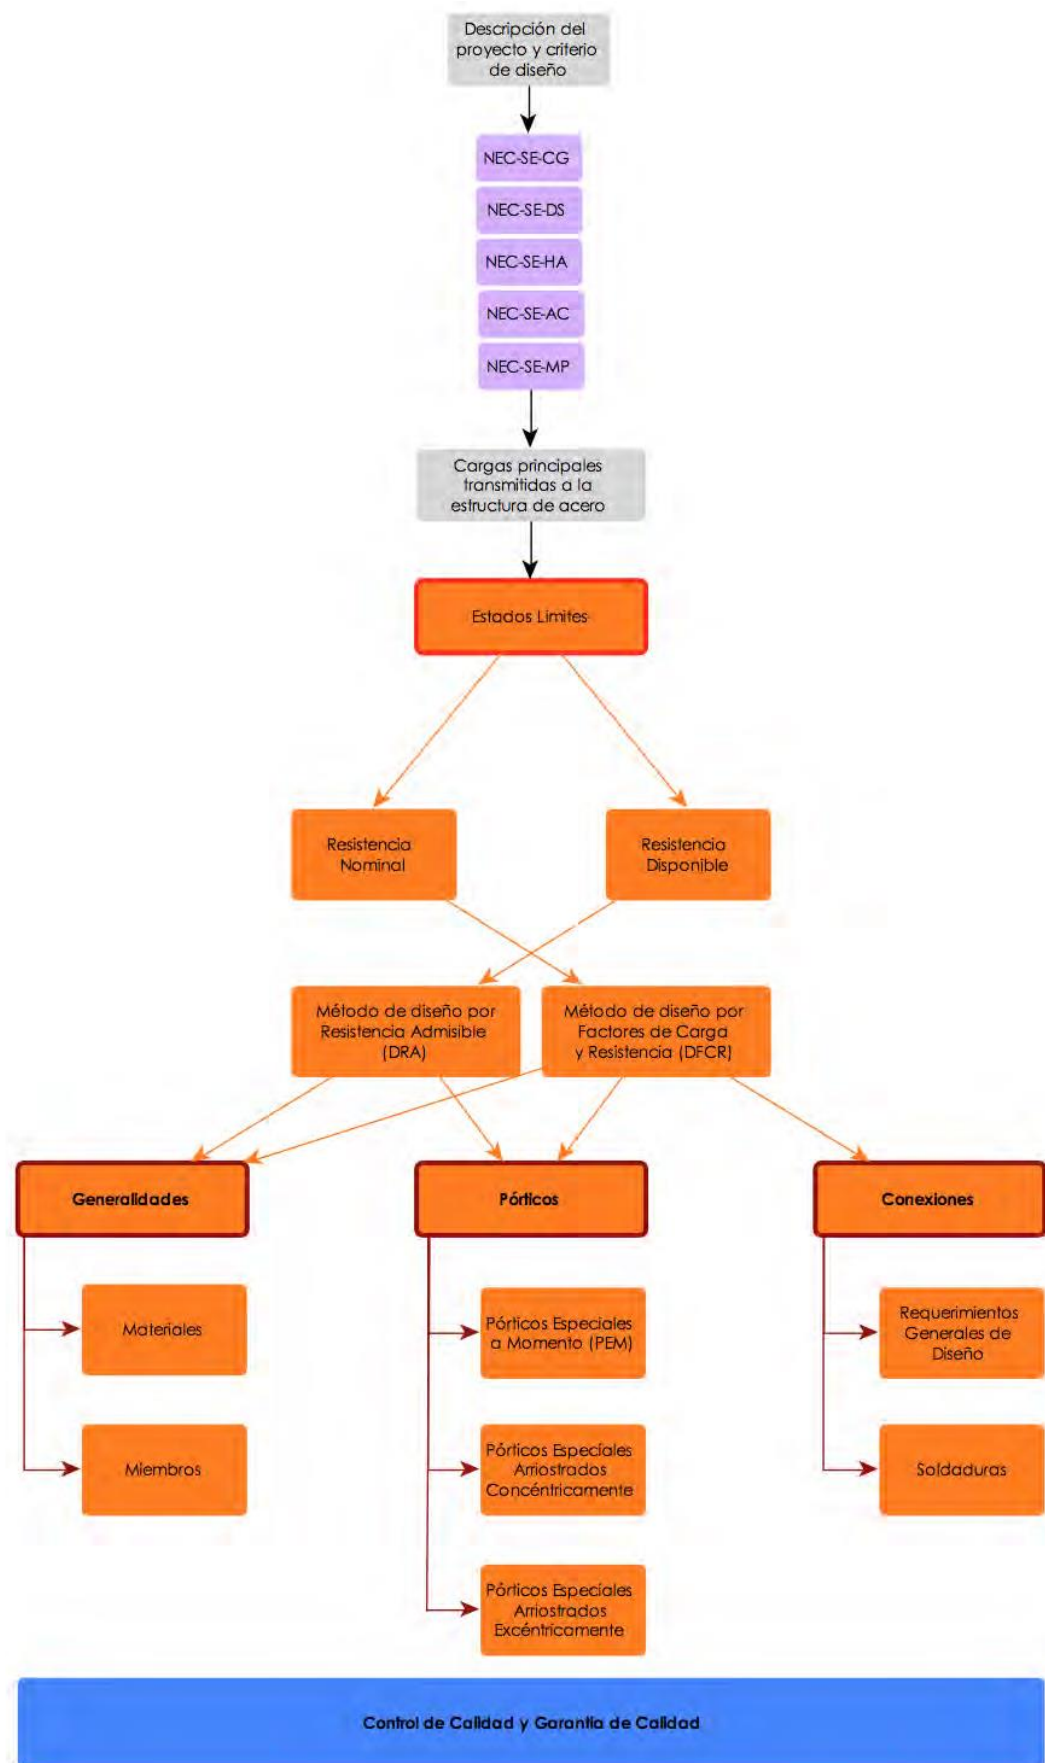 Descripción del
proyecto y criterio
de diseño
NEC-SE-CG
NEC-SE-DS
NEC-SE-HA
NEC-SE-AC
NEC-SE-MP
Cargas principales
transmitidas a la
estructura de acero
Estados Limites
Resistencia
Nominal
Resistencia
Disponible
Método de diseño por
Resistencia Admisible
(DRA)
Método de diseño por
Factores de Carga
y Resistencia (DFCR)
Generalidades
Pórticos
Conexiones
Materiales
Pórticos Especiales
a Momento (PEM)
Requerimientos
Generales de
Diseño
Miembros
Pórticos Especiales
Arriostrados
Concéntricamente
Soldaduras
Pórticos Especiales
Arriostrados
Excéntricamente
Control de Calidad y Garantía de Calidad